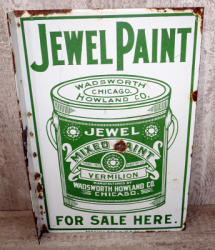 JEWEL PAINT
WADSWORTH
CHICAGO.
HOWLAND CO.
JEWEL
MIXED PAINT
VERMILION
WADSWORTH HOWLAND CO.
CHICAGO.
FOR SALE HERE.